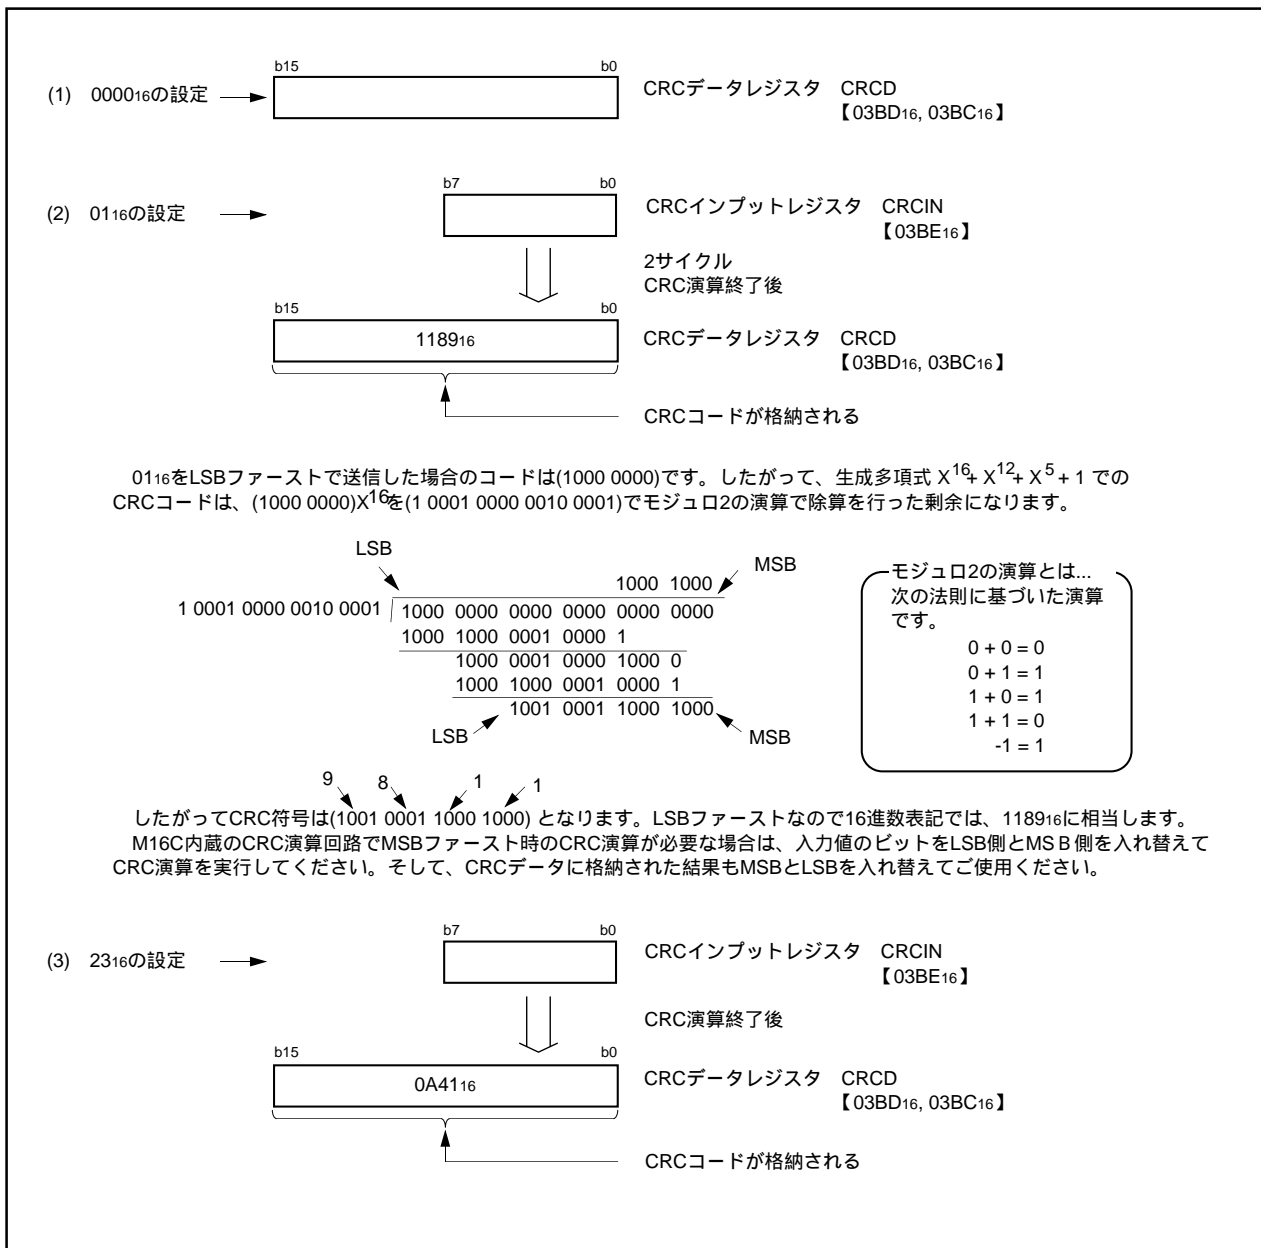 b15 b0
(1) 000016の設定 CRCデータレジスタ CRCD
【03BD16, 03BC16】
b7 b0
(2) 0116の設定 CRCインプットレジスタ CRCIN
【03BE16】
2サイクル
CRC演算終了後
b15 b0
118916 CRCデータレジスタ CRCD
【03BD16, 03BC16】
CRCコードが格納される
0116をLSBファーストで送信した場合のコードは(1000 0000)です。したがって、生成多項式 X16+ X12+ X5 + 1 での
CRCコードは、(1000 0000)X16を(1 0001 0000 0010 0001)でモジュロ2の演算で除算を行った剰余になります。
LSB
MSB
1000 1000
1 0001 0000 0010 0001 1000 0000 0000 0000 0000 0000
1000 1000 0001 0000 1
1000 0001 0000 1000 0
1000 1000 0001 0000 1
1001 0001 1000 1000
LSB MSB
モジュロ2の演算とは...
次の法則に基づいた演算
です。
0 + 0 = 0
0 + 1 = 1
1 + 0 = 1
1 + 1 = 0
-1 = 1
9 8 1 1
したがってCRC符号は(1001 0001 1000 1000) となります。LSBファーストなので16進数表記では、118916に相当します。
M16C内蔵のCRC演算回路でMSBファースト時のCRC演算が必要な場合は、入力値のビットをLSB側とMSB側を入れ替えて
CRC演算を実行してください。そして、CRCデータに格納された結果もMSBとLSBを入れ替えてご使用ください。
b7 b0
(3) 2316の設定 CRCインプットレジスタ CRCIN
【03BE16】
CRC演算終了後
b15 b0
0A4116 CRCデータレジスタ CRCD
【03BD16, 03BC16】
CRCコードが格納される